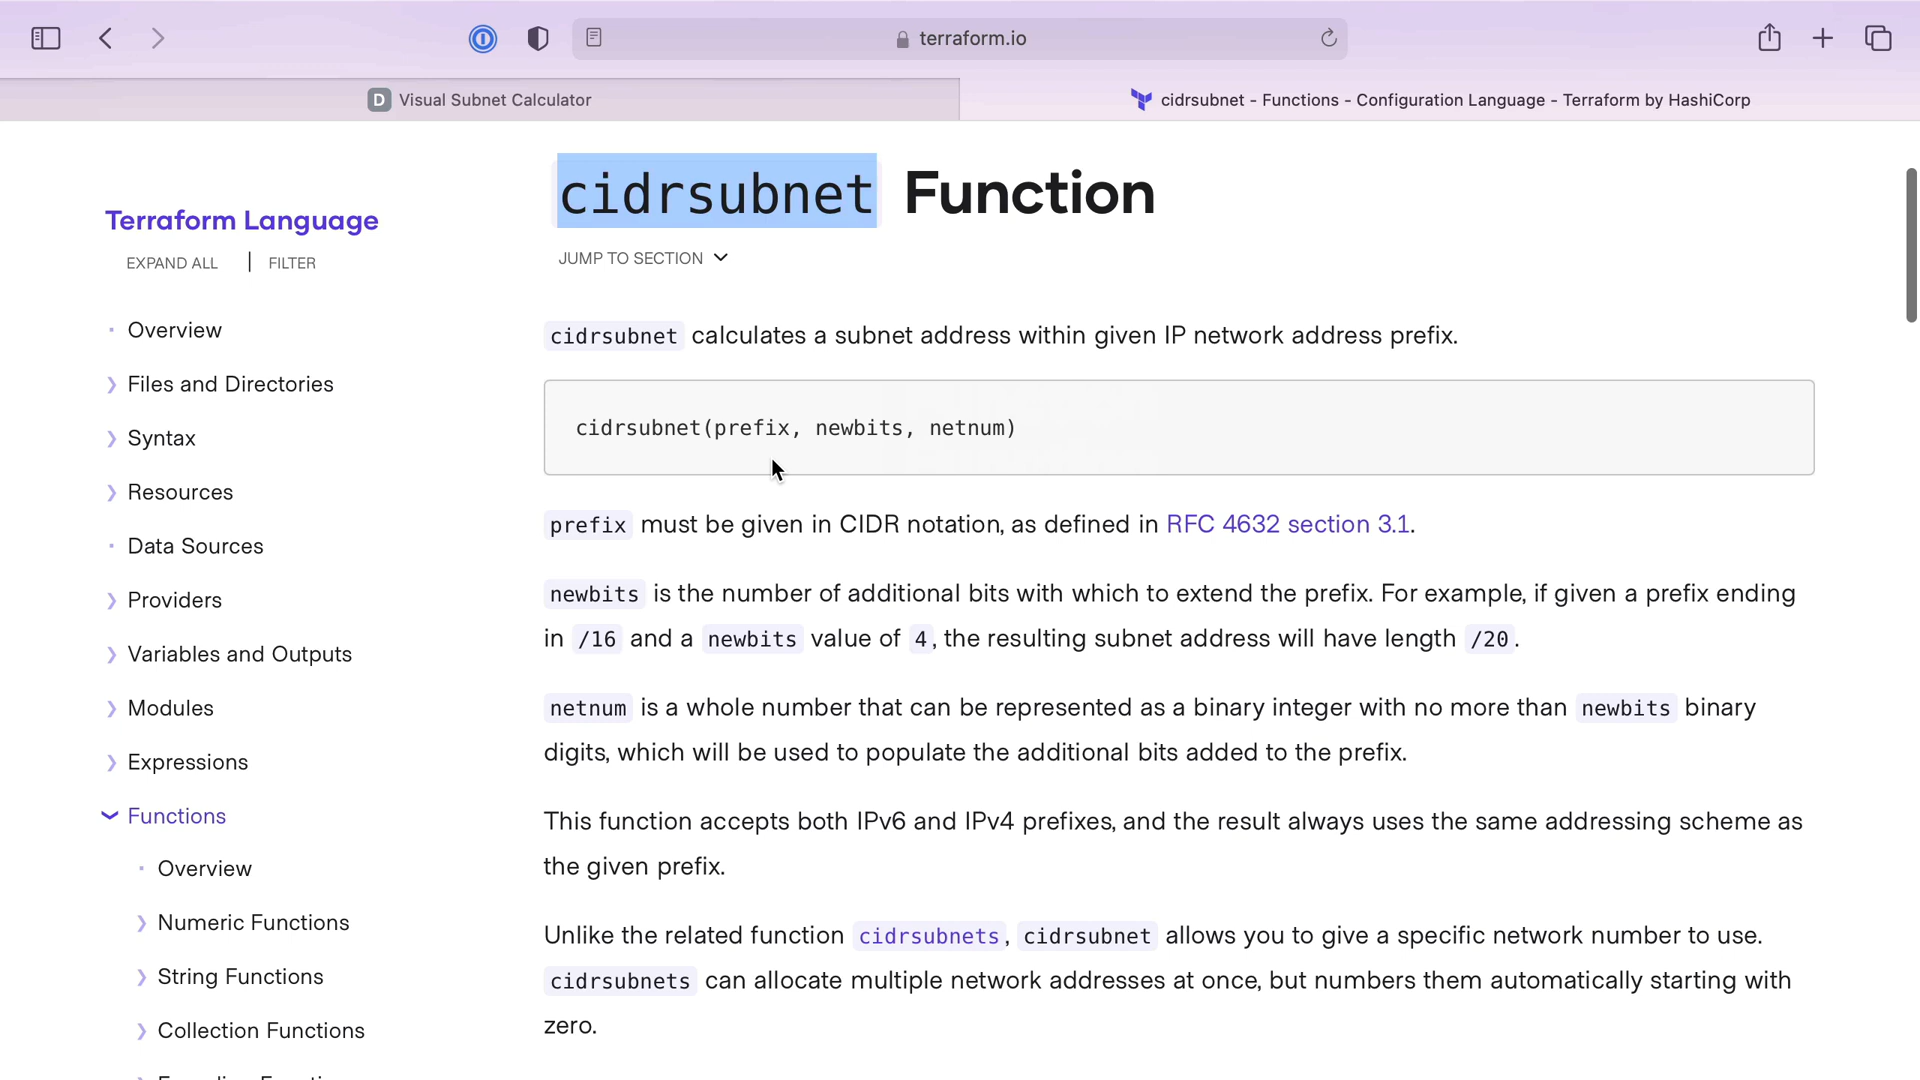 terraform.io
D Visual Subnet Calculator
cidrsubnet - Functions - Configuration Language - Terraform by HashiCorp
Terraform Language
EXPAND ALL | FILTER
Overview
Files and Directories
Syntax
Resources
Data Sources
Providers
Variables and Outputs
Modules
Expressions
Functions
Overview
Numeric Functions
String Functions
Collection Functions
cidrsubnet Function
JUMP TO SECTION
cidrsubnet calculates a subnet address within given IP network address prefix.
cidrsubnet(prefix, newbits, netnum)
prefix must be given in CIDR notation, as defined in RFC 4632 section 3.1.
newbits is the number of additional bits with which to extend the prefix. For example, if given a prefix ending
in /16 and a newbits value of 4, the resulting subnet address will have length /20.
netnum is a whole number that can be represented as a binary integer with no more than newbits binary
digits, which will be used to populate the additional bits added to the prefix.
This function accepts both IPv6 and IPv4 prefixes, and the result always uses the same addressing scheme as
the given prefix.
Unlike the related function cidrsubnets, cidrsubnet allows you to give a specific network number to use.
cidrsubnets can allocate multiple network addresses at once, but numbers them automatically starting with
zero.